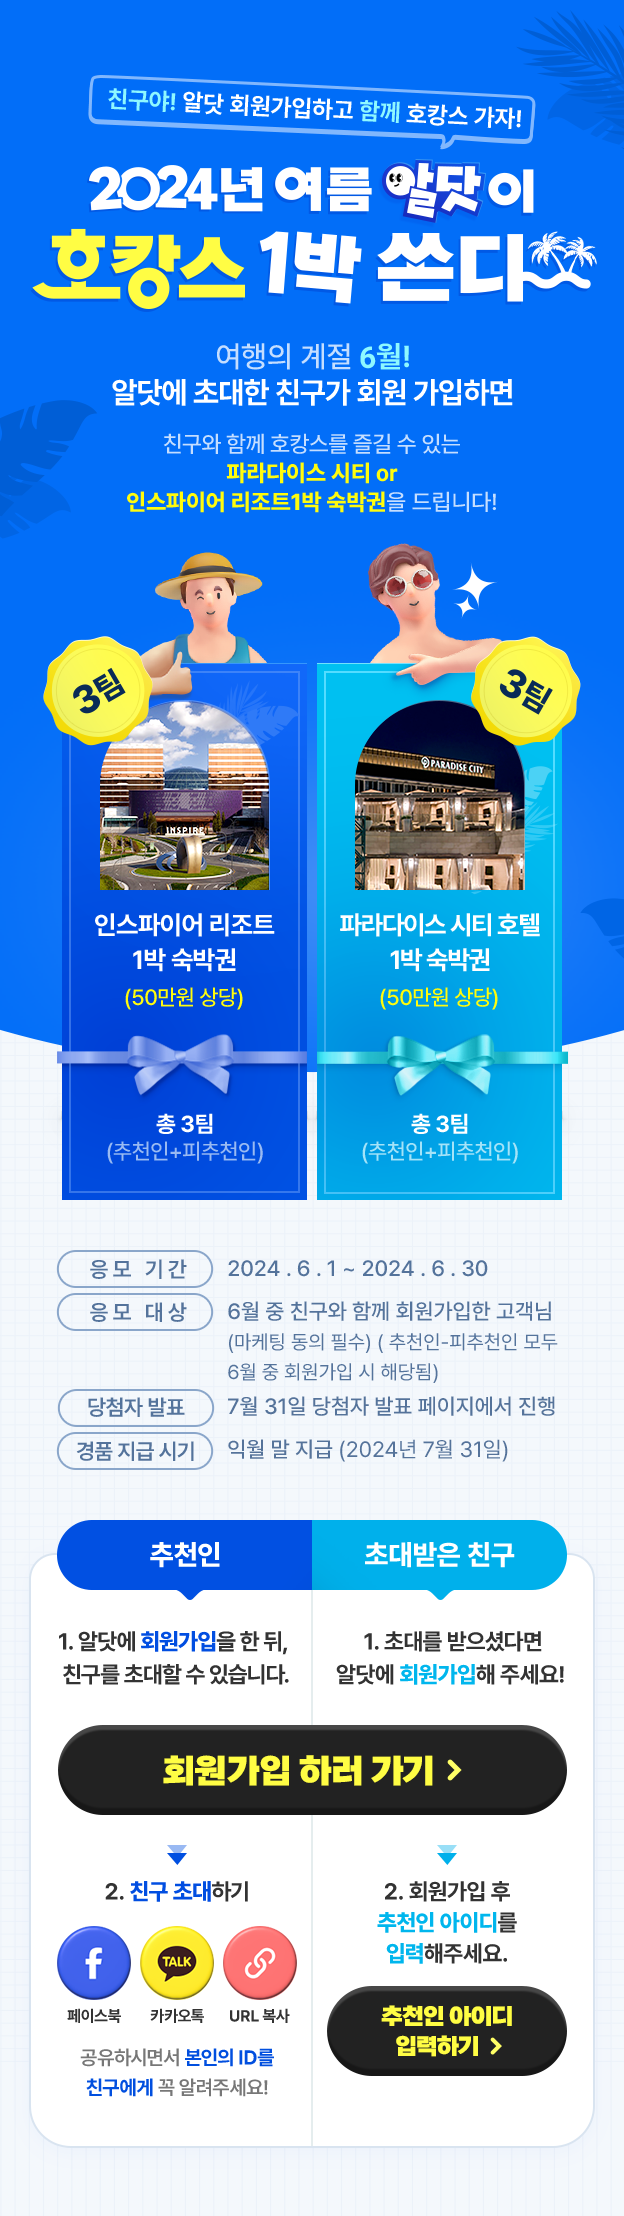 친구야! 알닷 회원가입하고 함께 호캉스 가자!
2024년 여름 알닷이
호캉스 1박 쏜다
여행의 계절 6월!
알닷에 초대한 친구가 회원 가입하면
친구와 함께 호캉스를 즐길 수 있는
파라다이스 시티 or
인스파이어 리조트1박 숙박권을 드립니다!
3팀
3팀
PARADISE CITY
INSPIRE
인스파이어 리조트
1박 숙박권
(50만원 상당)
파라다이스 시티 호텔
1박 숙박권
(50만원 상당)
총 3팀
(추천인+피추천인)
총 3팀
(추천인+피추천인)
응모 기간 2024 . 6 . 1 ~ 2024 . 6 . 30
응모 대상 6월 중 친구와 함께 회원가입한 고객님
(마케팅 동의 필수) ( 추천인-피추천인 모두
6월 중 회원가입 시 해당됨)
당첨자 발표 7월 31일 당첨자 발표 페이지에서 진행
경품 지급 시기 익월 말 지급 (2024년 7월 31일)
추천인
초대받은 친구
1. 알닷에 회원가입을 한 뒤,
친구를 초대할 수 있습니다.
1. 초대를 받으셨다면
알닷에 회원가입해 주세요!
회원가입 하러 가기 >
2. 친구 초대하기
f
TALK
페이스북 카카오톡 URL 복사
공유하시면서 본인의 ID를
친구에게 꼭 알려주세요!
2. 회원가입 후
추천인 아이디를
입력해주세요.
추천인 아이디
입력하기 >